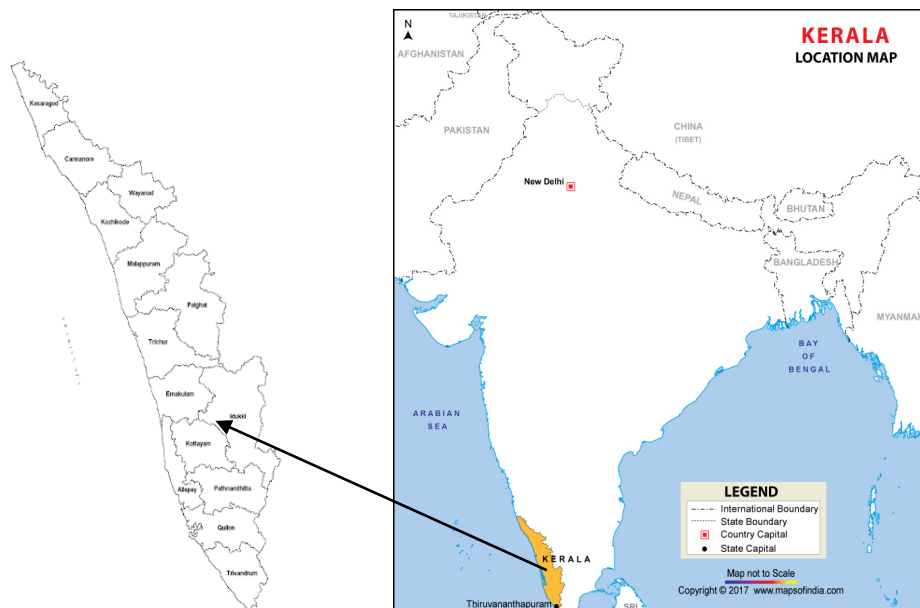 Kasaragod
Cannanore
Wayanad
Kozhikode
Malappuram
Palghat
Trichur
Ernakulam
Idukki
Kottayam
Allepey
Pathnamthitta
Quilon
Trivandrum
N
KERALA
LOCATION MAP
TAJIKISTAN
AFGHANISTAN
PAKISTAN
CHINA
(TIBET)
New Delhi
NEPAL
BHUTAN
BANGLADESH
MYANMAR
BAY
OF
BENGAL
ARABIAN
SEA
KERALA
Thiruvananthapuram
SRI
LEGEND
International Boundary
State Boundary
Country Capital
State Capital
Map not to Scale
Copyright © 2017 www.mapsofindia.com